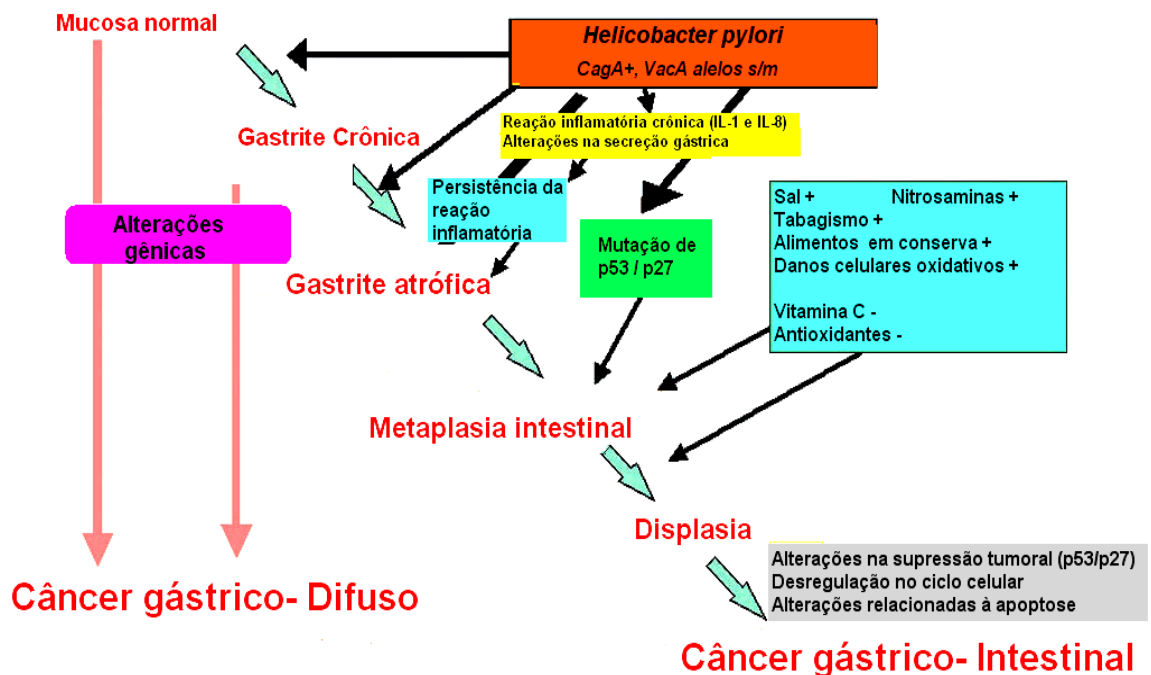 Mucosa normal
Helicobacter pylori
CagA+, VacA alelos s/m
Reação inflamatória crônica (IL-1 e IL-8)
Alterações na secreção gástrica
Gastrite Crônica
Persistência da
reação
inflamatória
Sal + Nitrosaminas +
Tabagismo +
Alimentos em conserva +
Danos celulares oxidativos +
Vitamina C -
Antioxidantes -
Alterações
gênicas
Mutação de
p53 / p27
Gastrite atrófica
Metaplasia intestinal
Displasia
Alterações na supressão tumoral (p53/p27)
Desregulação no ciclo celular
Alterações relacionadas à apoptose
Câncer gástrico- Difuso
Câncer gástrico- Intestinal